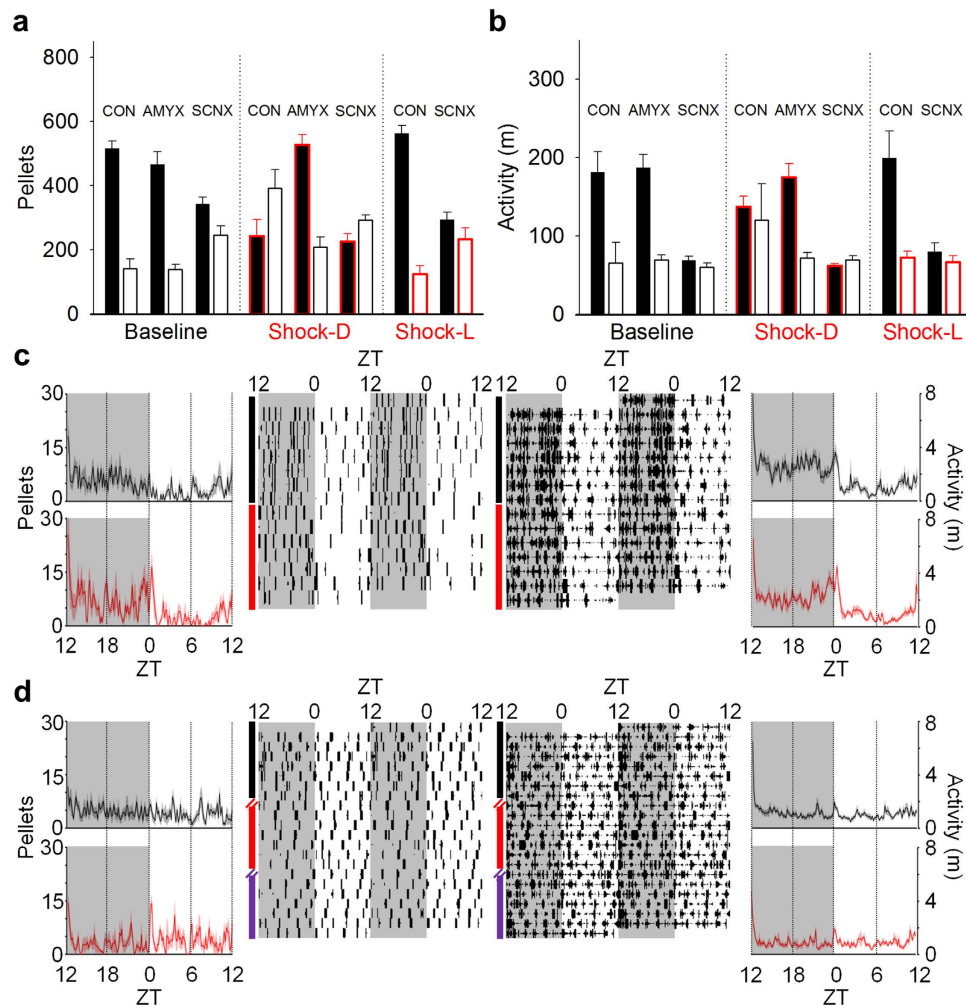 a
b
800
600
400
200
0
Pellets
CON AMYX SCNX
CON AMYX SCNX
CON SCNX
Baseline
Shock-D
Shock-L
300
200
100
0
Activity (m)
CON AMYX SCNX
CON AMYX SCNX
CON SCNX
Baseline
Shock-D
Shock-L
c
ZT
ZT
12 0 12 0 12
12 0 12 0 12
30
15
0
Pellets
15
0
12 18 0 6 12
ZT
8
4
0
Activity (m)
8
4
0
12 18 0 6 12
ZT
d
ZT
ZT
12 0 12 0 12
12 0 12 0 12
30
15
0
Pellets
30
15
0
12 18 0 6 12
ZT
8
4
0
Activity (m)
8
4
0
12 18 0 6 12
ZT